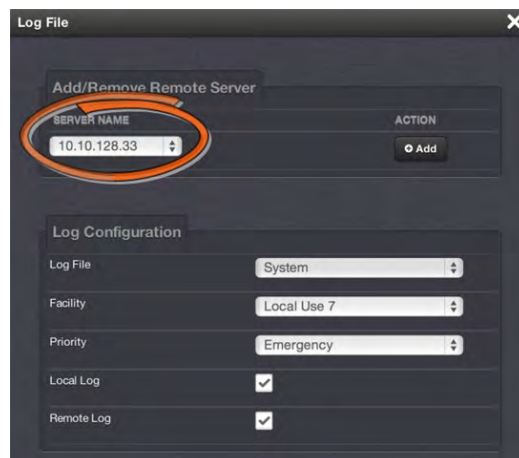 Log File
Add/Remove Remote Server
SERVER NAME
ACTION
10.10.128.33
Add
Log Configuration
Log File
System
Facility
Local Use 7
Priority
Emergency
Local Log
Remote Log